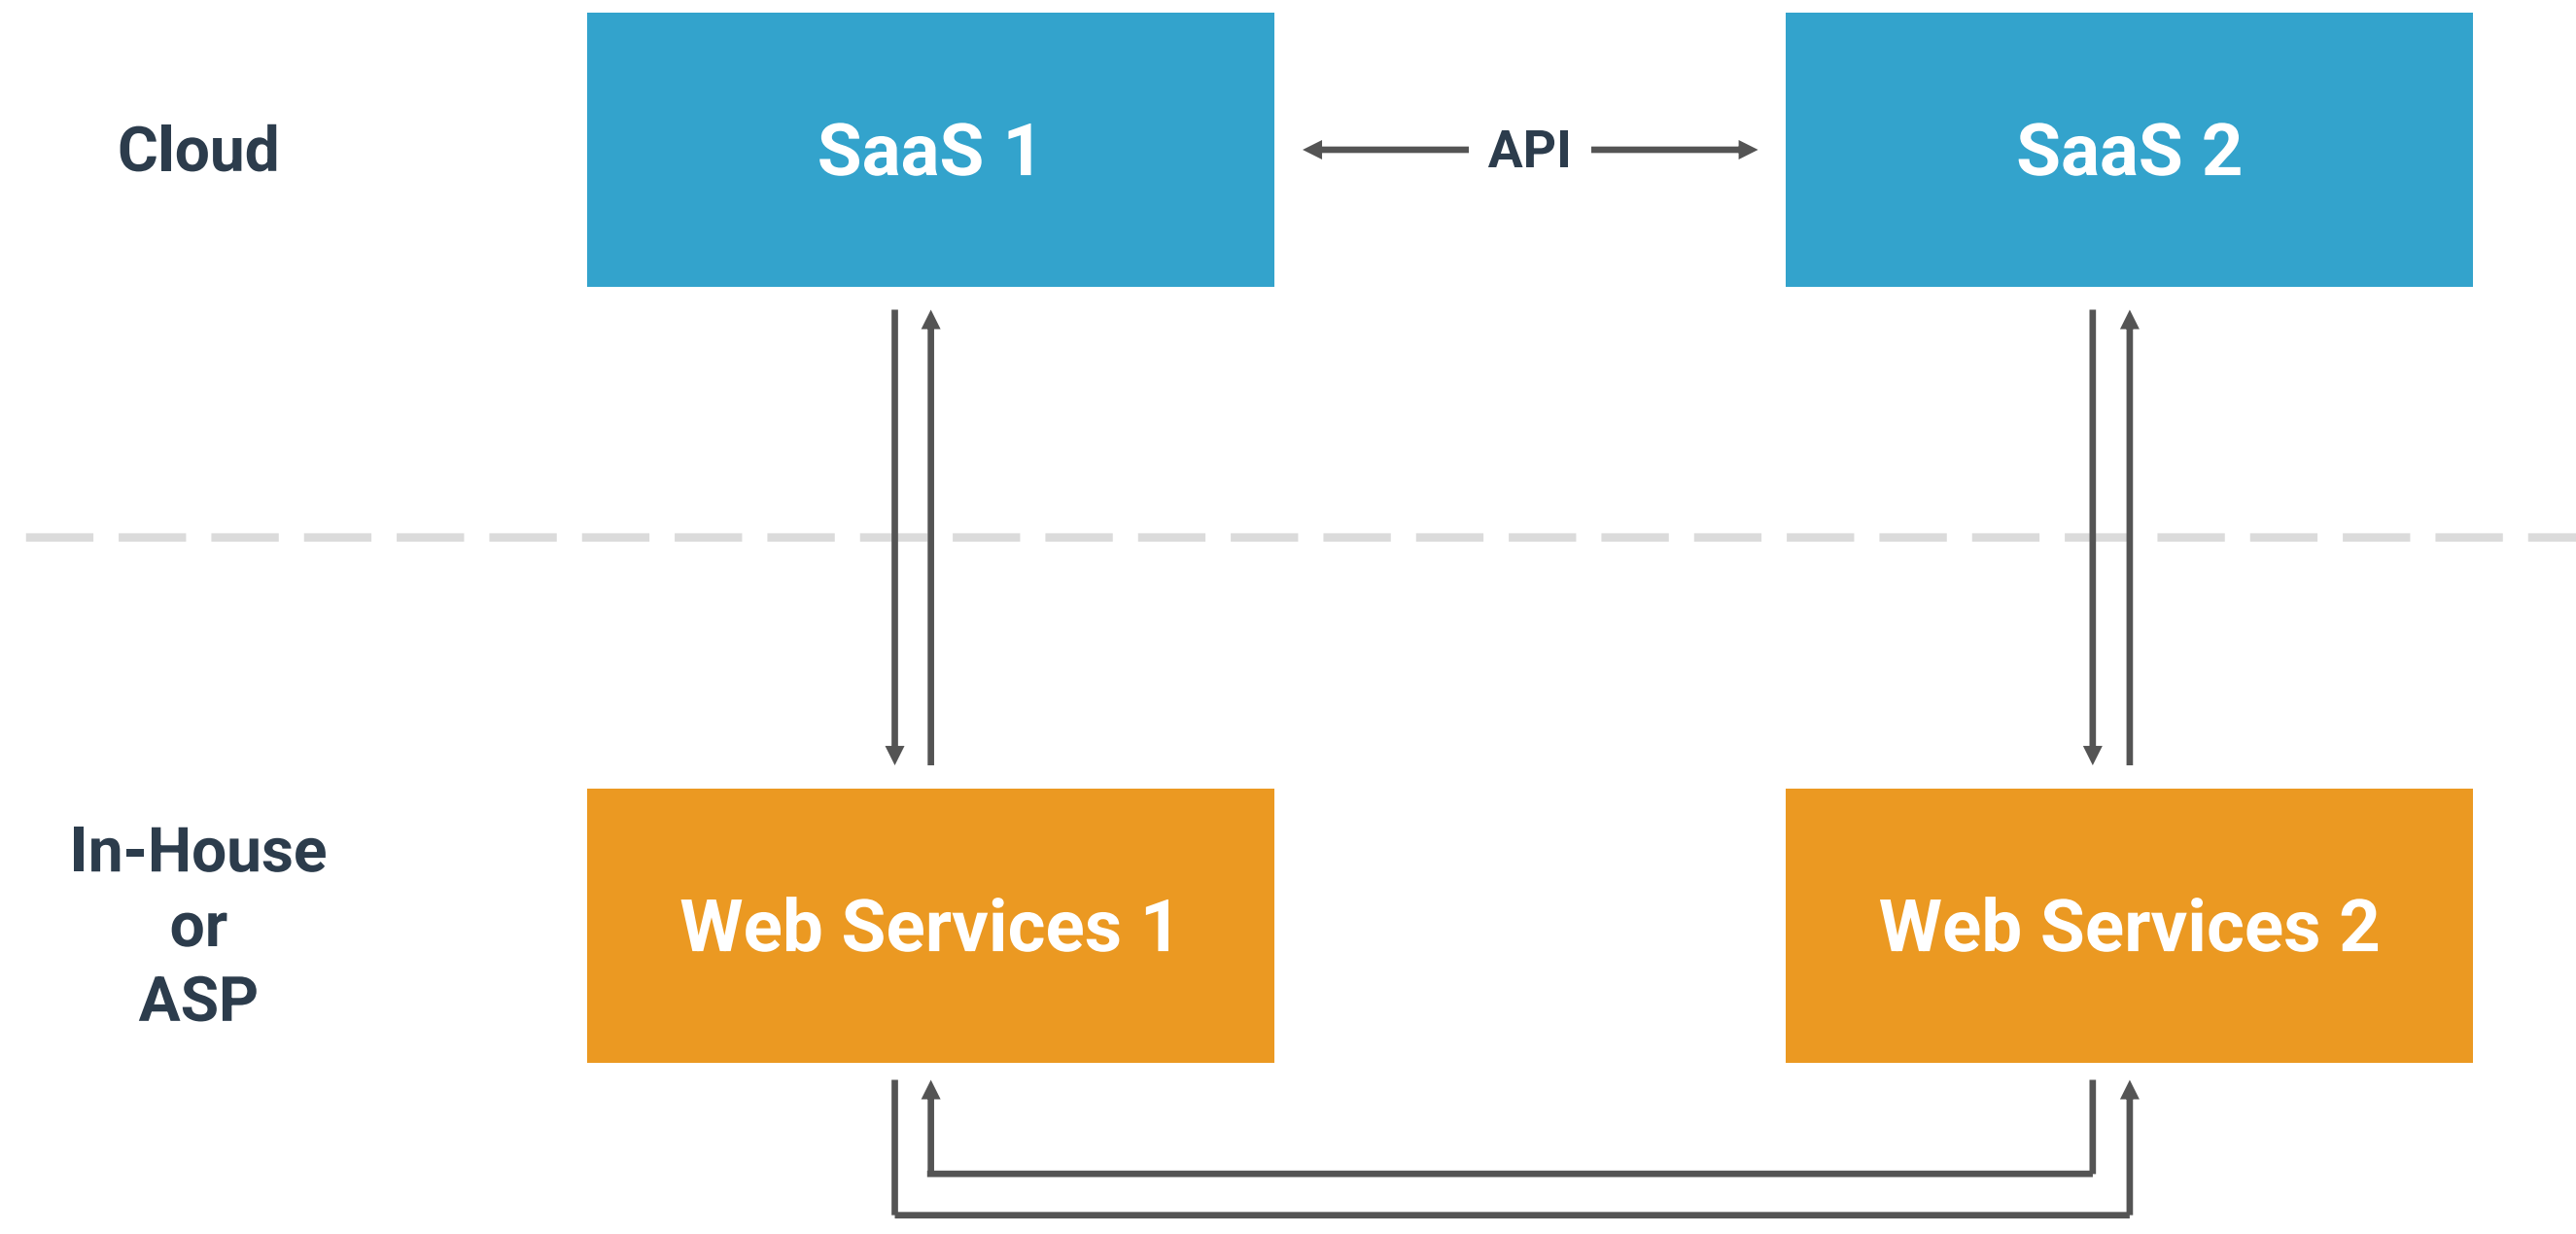 Cloud
SaaS 1
API
SaaS 2
In-House
or
ASP
Web Services 1
Web Services 2